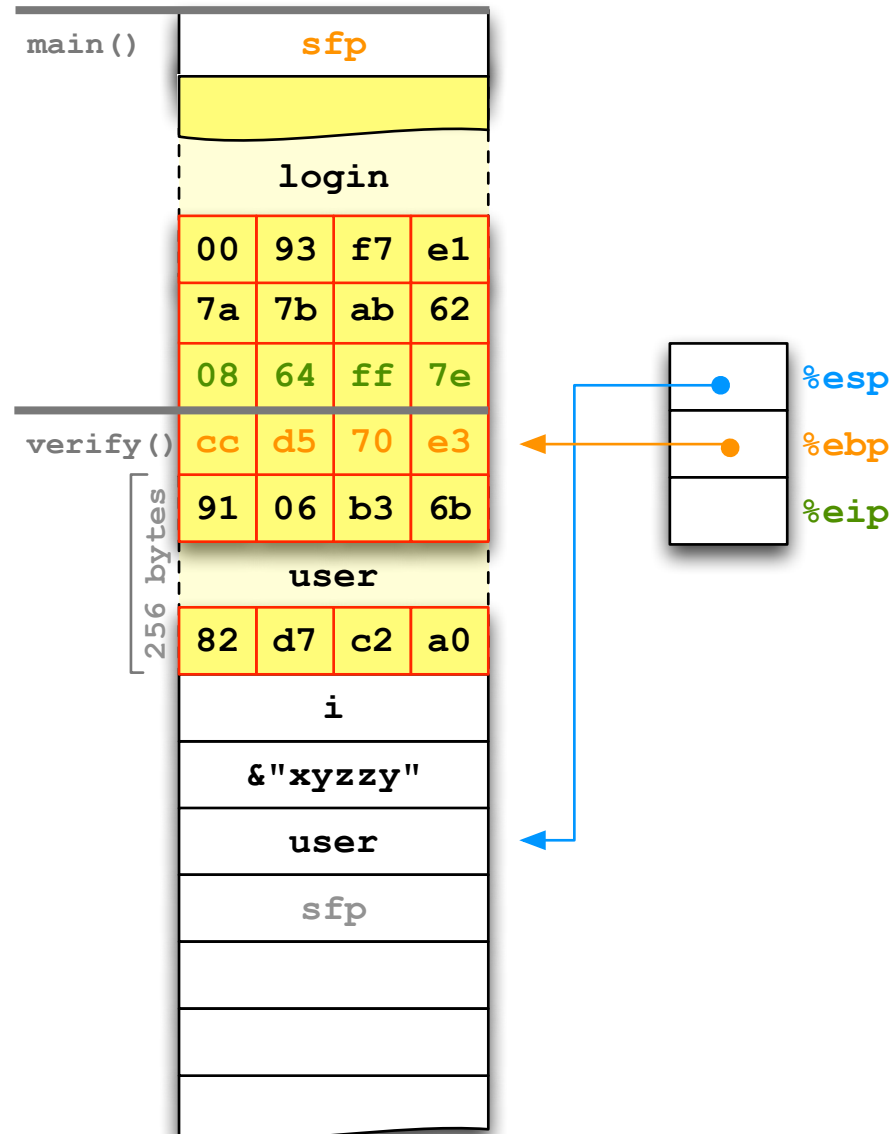 main() sfp
login
00 93 f7 e1
7a 7b ab 62
08 64 ff 7e %esp
verify() cc d5 70 e3 %ebp
91 06 b3 6b %eip
256 bytes
user
82 d7 c2 a0
i
&"xyzzy"
user
sfp